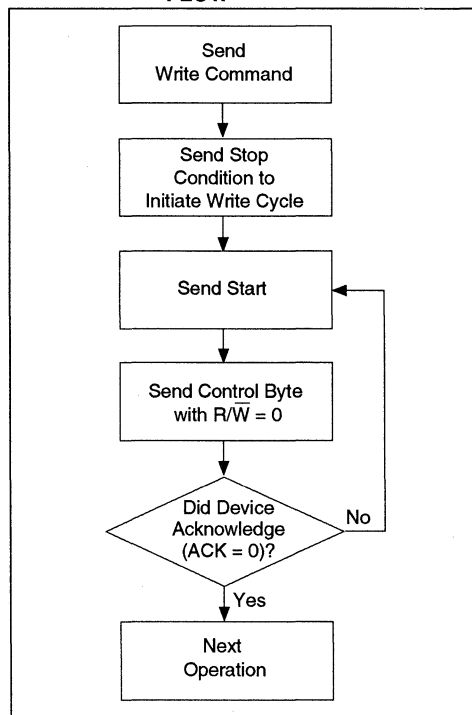 FLOW
Send
Write Command
Send Stop
Condition to
Initiate Write Cycle
Send Start
Send Control Byte
with R/W̅ = 0
Did Device
Acknowledge
(ACK = 0)?
No
Yes
Next
Operation